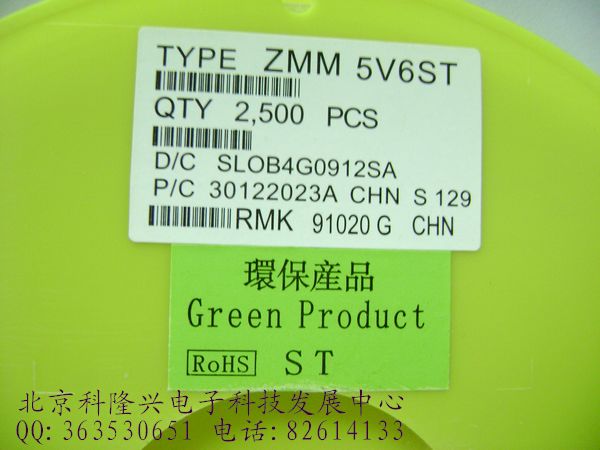 TYPE ZMM 5V6ST
QTY 2,500 PCS
D/C SLOB4G0912SA
P/C 30122023A CHN S 129
RMK 91020 G CHN
環保産品
Green Product
RoHS ST
北京科隆兴电子科技发展中心
QQ: 363530651 电话: 82614133